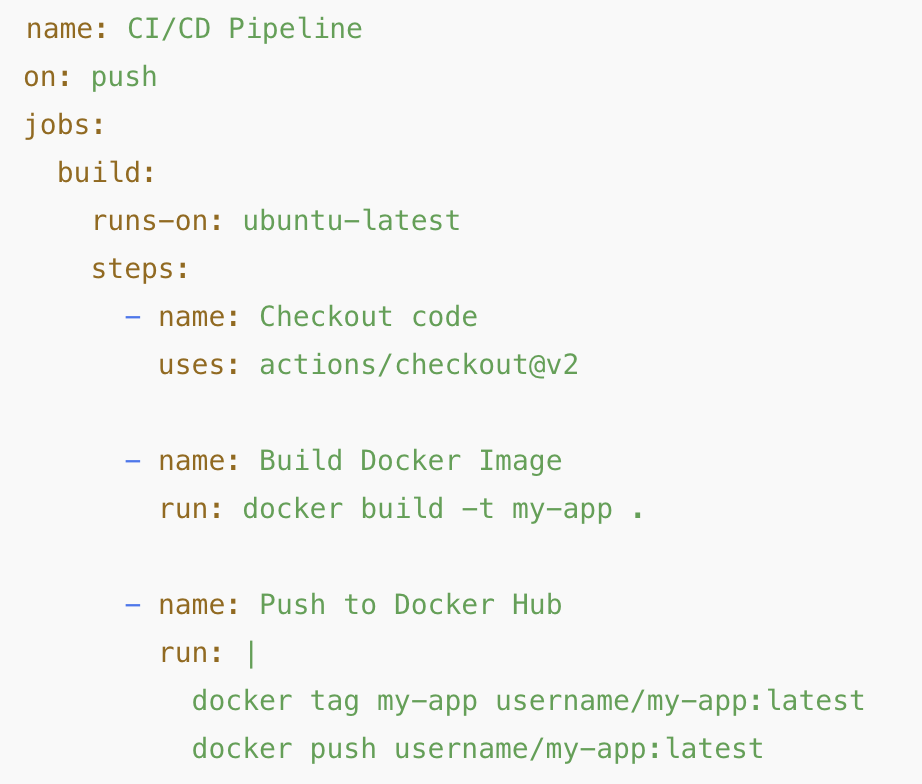 name: CI/CD Pipeline
on: push
jobs:
  build:
    runs-on: ubuntu-latest
    steps:
      - name: Checkout code
        uses: actions/checkout@v2

      - name: Build Docker Image
        run: docker build -t my-app .

      - name: Push to Docker Hub
        run: |
          docker tag my-app username/my-app:latest
          docker push username/my-app:latest